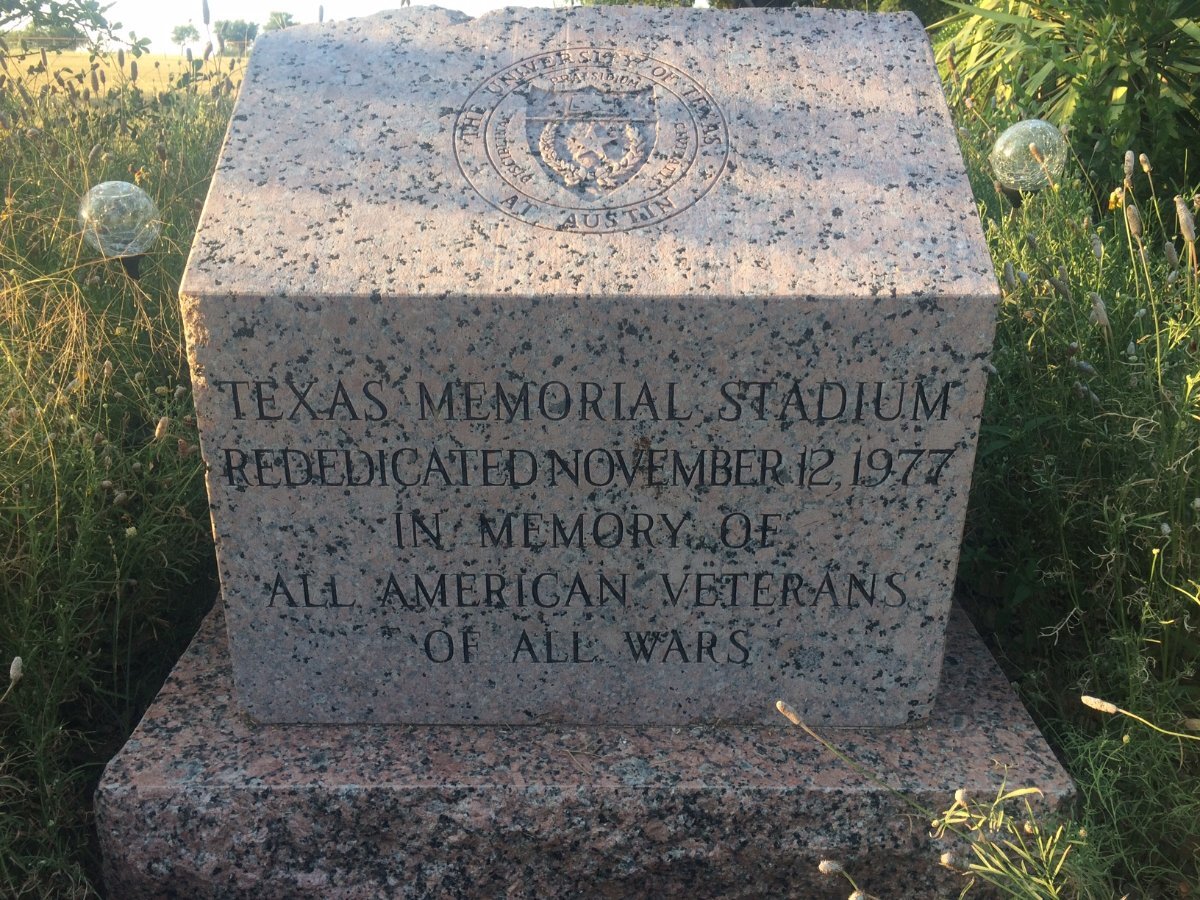 THE UNIVERSITY OF TEXAS
PRAESIDIUM
AT AUSTIN
TEXAS MEMORIAL STADIUM
REDEDICATED NOVEMBER 12, 1977
IN MEMORY OF
ALL AMERICAN VETERANS
OF ALL WARS